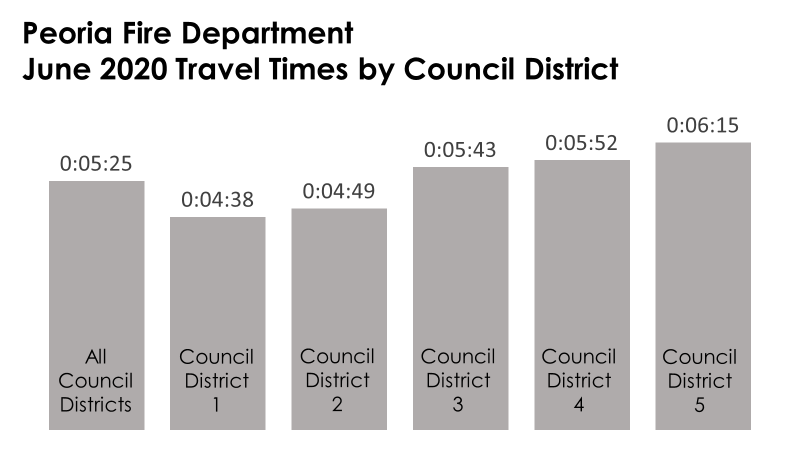 Peoria Fire Department
June 2020 Travel Times by Council District
0:05:25
0:04:38
0:04:49
0:05:43
0:05:52
0:06:15
All
Council
Districts
Council
District
1
Council
District
2
Council
District
3
Council
District
4
Council
District
5